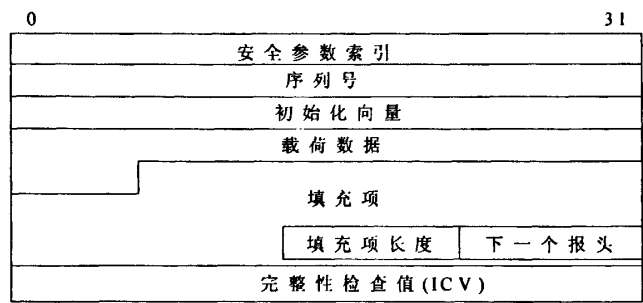 0 31
安全参数索引
序列号
初始化向量
载荷数据
填充项
填充项长度 下一个报头
完整性检查值(ICV)